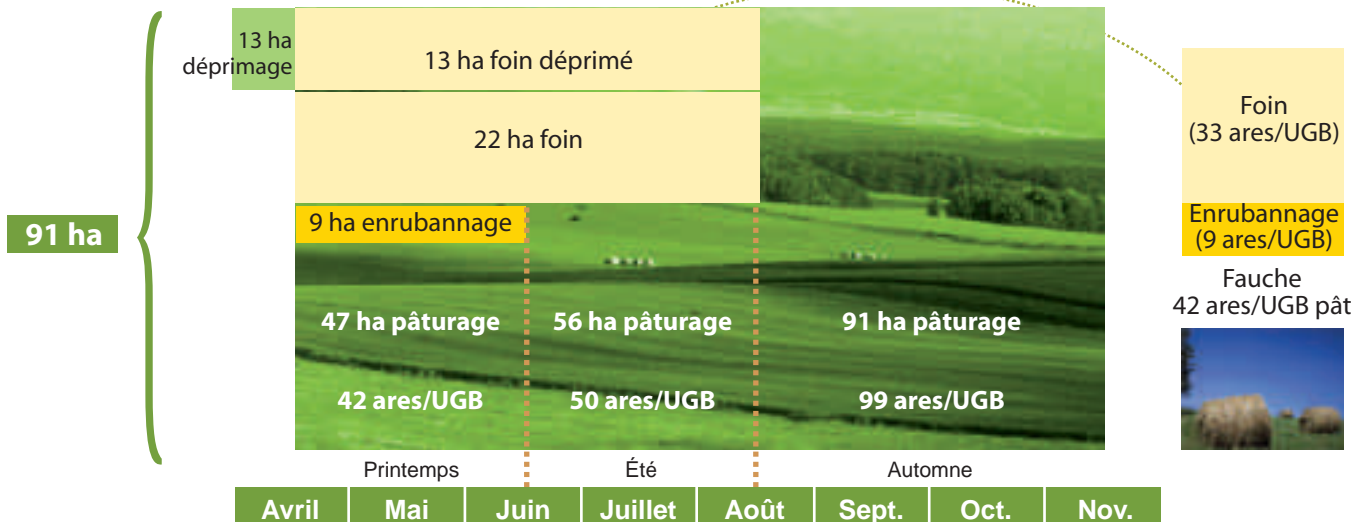 91 ha
13 ha
déprimage
13 ha foin déprimé
22 ha foin
9 ha enrubannage
47 ha pâturage
56 ha pâturage
91 ha pâturage
42 ares/UGB
50 ares/UGB
99 ares/UGB
Printemps
Été
Automne
Avril
Mai
Juin
Juillet
Août
Sept.
Oct.
Nov.
Foin
(33 ares/UGB)
Enrubannage
(9 ares/UGB)
Fauche
42 ares/UGB pât